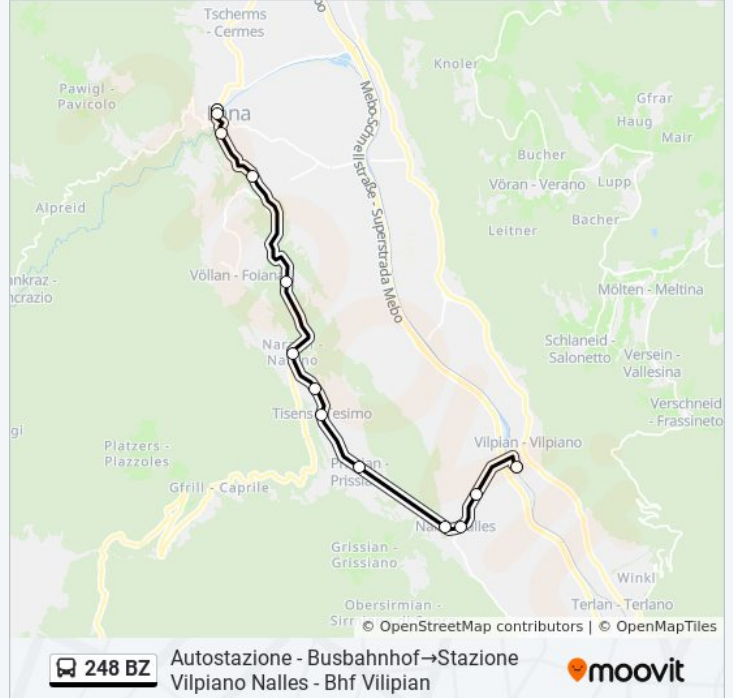 Tscherms
- Cermes
Knoler
Pawigl -
Pavicolo
Gfrar
Haug
Mair
Bucher
Vöran - Verano
Lupp
Alpreid
Bacher
Leitner
Mebo-Schnellstraße - Superstrada Mebo
Völlan - Foiana
Mölten - Meltina
Schlaneid -
Salonetto
Versein -
Vallesina
Tisens
Verschneid
- Frassineto
Platzers -
Plazzoles
Vilpian - Vilpiano
Gfrill - Caprile
Grissian -
Grissiano
Winkl
Obersirmian -
Terlan - Terlano
© OpenStreetMap contributors | © OpenMapTiles
248 BZ
Autostazione - Busbahnhof→Stazione
Vilpiano Nalles - Bhf Vilipian
moovit